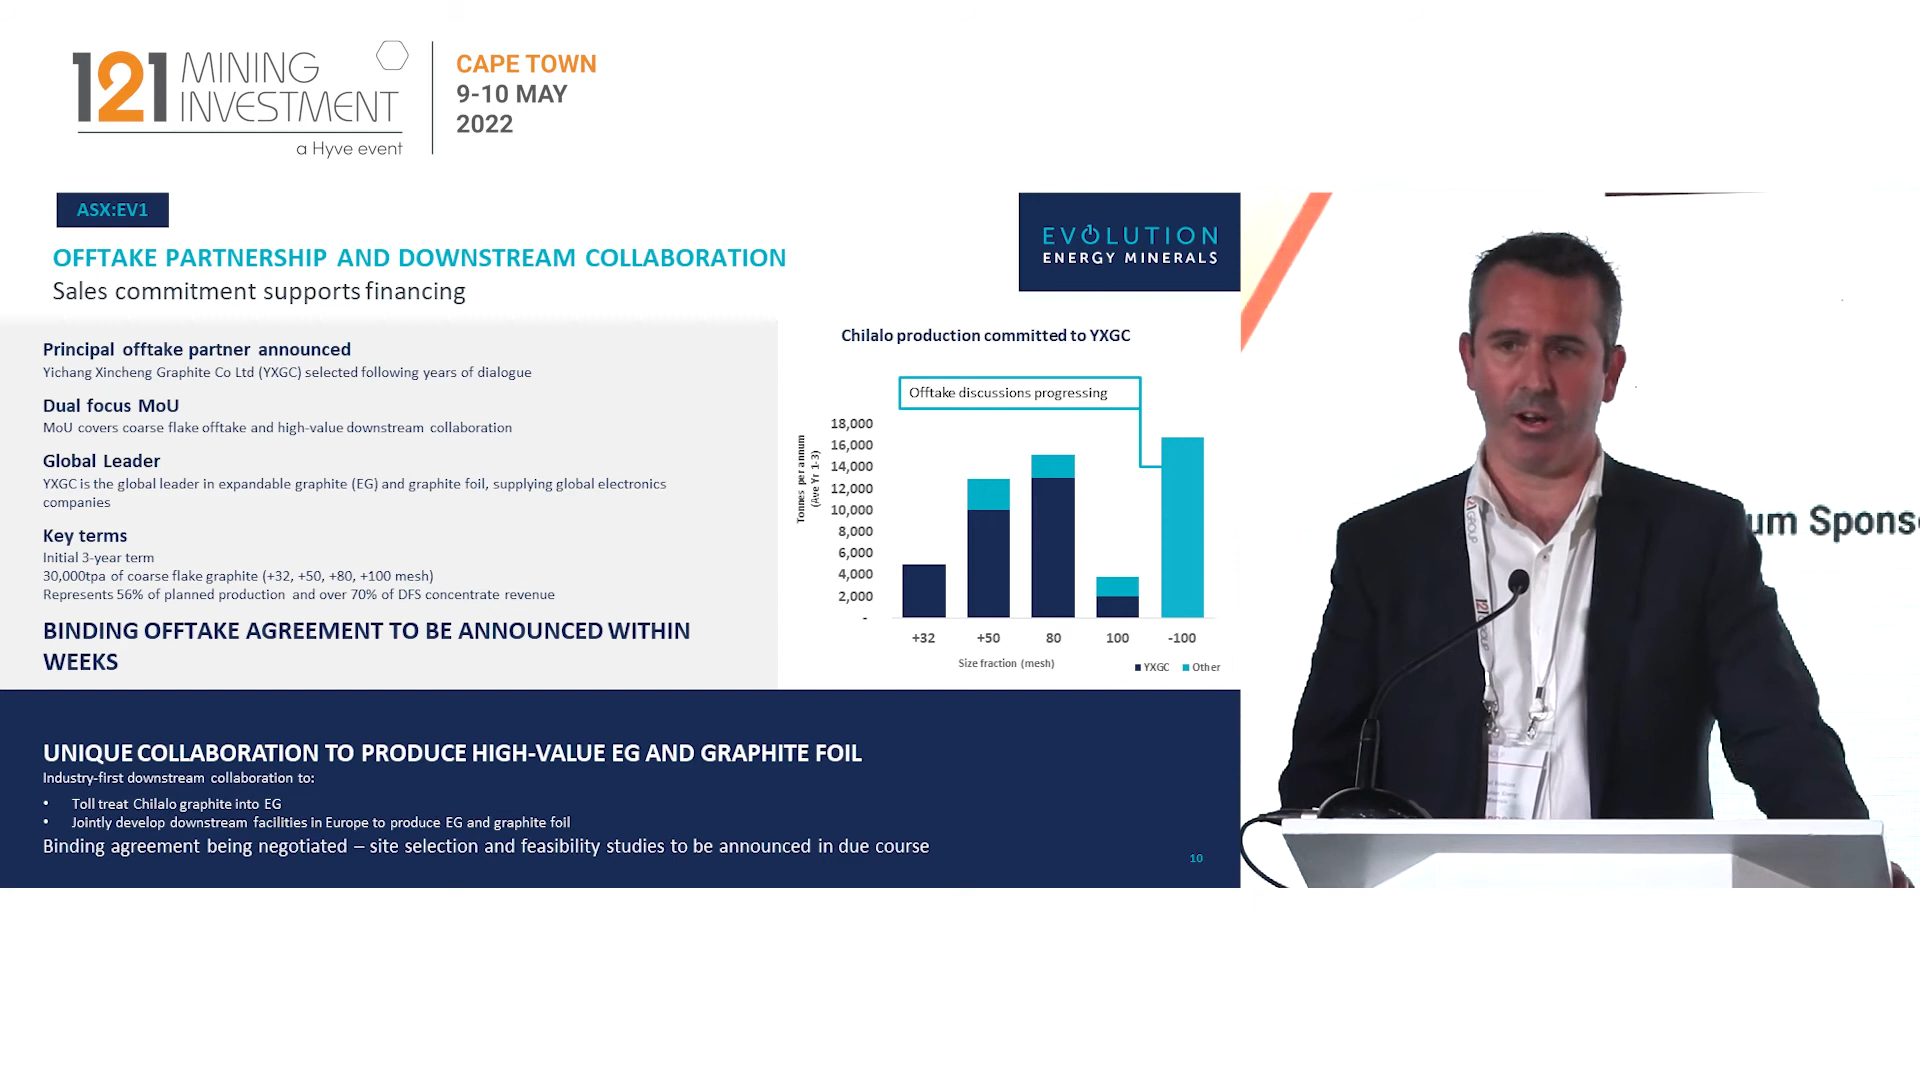 121 MINING
INVESTMENT
a Hyve event
CAPE TOWN
9-10 MAY
2022
ASX:EV1
EVOLUTION
ENERGY MINERALS
OFFTAKE PARTNERSHIP AND DOWNSTREAM COLLABORATION
Sales commitment supports financing
Principal offtake partner announced
Yichang Xincheng Graphite Co Ltd (YXGC) selected following years of dialogue
Dual focus MoU
MoU covers coarse flake offtake and high-value downstream collaboration
Global Leader
YXGC is the global leader in expandable graphite (EG) and graphite foil, supplying global electronics
companies
Key terms
Initial 3-year term
30,000tpa of coarse flake graphite (+32, +50, +80, +100 mesh)
Represents 56% of planned production and over 70% of DFS concentrate revenue
BINDING OFFTAKE AGREEMENT TO BE ANNOUNCED WITHIN
WEEKS
Chilalo production committed to YXGC
Offtake discussions progressing
Tonnes per annum
(Ave Yr 1-3)
18,000
16,000
14,000
12,000
10,000
8,000
6,000
4,000
2,000
-
+32 +50 80 100 -100
Size fraction (mesh)
YXGC Other
UNIQUE COLLABORATION TO PRODUCE HIGH-VALUE EG AND GRAPHITE FOIL
Industry-first downstream collaboration to:
• Toll treat Chilalo graphite into EG
• Jointly develop downstream facilities in Europe to produce EG and graphite foil
Binding agreement being negotiated – site selection and feasibility studies to be announced in due course
10
um Spons
121 GROUP
121 GROUP